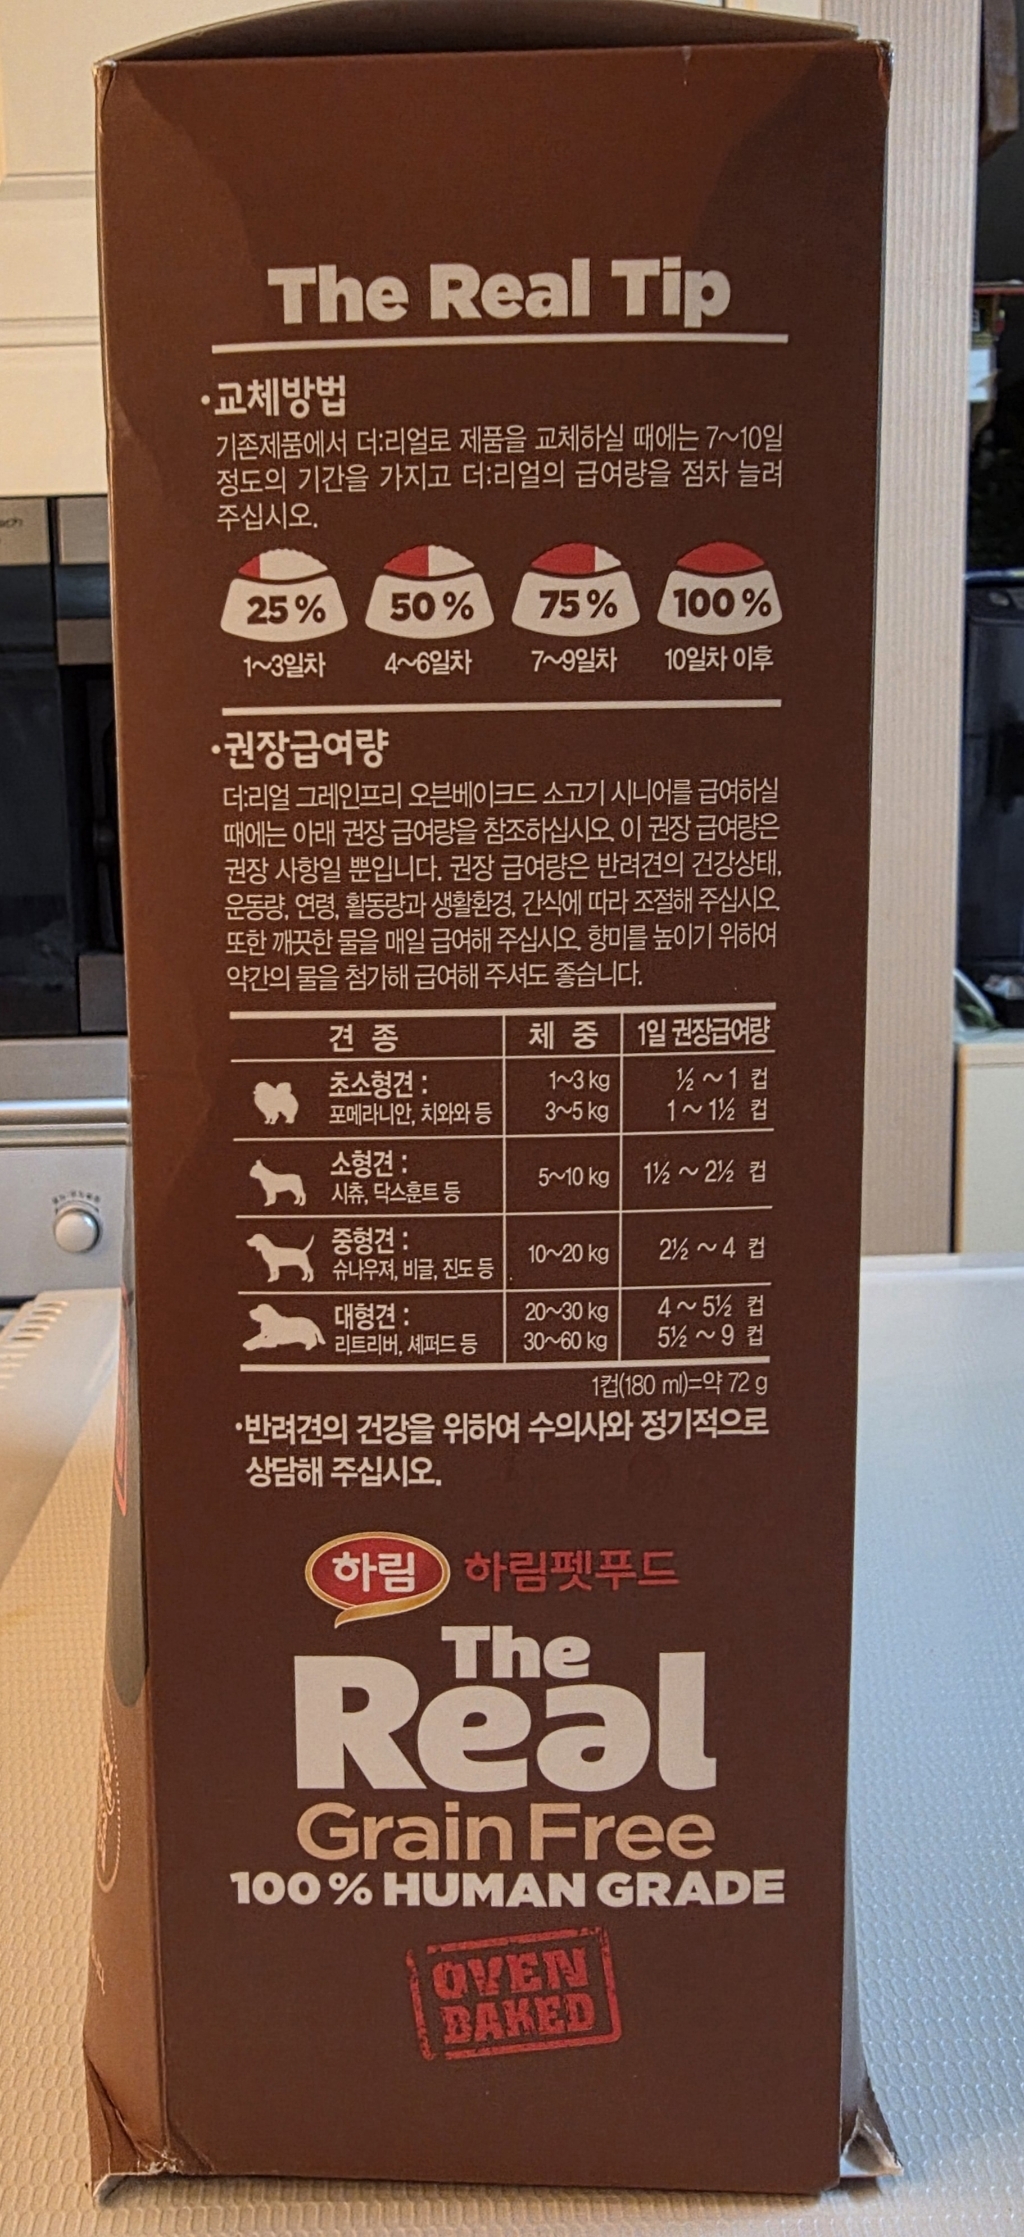 The Real Tip
·교체방법
기존제품에서 더:리얼로 제품을 교체하실 때에는 7~10일
정도의 기간을 가지고 더:리얼의 급여량을 점차 늘려
주십시오.
25 % 50 % 75 % 100 %
1~3일차 4~6일차 7~9일차 10일차 이후
·권장급여량
더:리얼 그레인프리 오븐베이크드 소고기 시니어를 급여하실
때에는 아래 권장 급여량을 참조하십시오. 이 권장 급여량은
권장 사항일 뿐입니다. 권장 급여량은 반려견의 건강상태,
운동량, 연령, 활동량과 생활환경, 간식에 따라 조절해 주십시오.
또한 깨끗한 물을 매일 급여해 주십시오. 향미를 높이기 위하여
약간의 물을 첨가해 급여해 주셔도 좋습니다.
견 종 체 중 1일 권장급여량
초소형견 : 1~3 kg ½ ~ 1 컵
포메라니안, 치와와 등 3~5 kg 1 ~ 1½ 컵
소형견 : 5~10 kg 1½ ~ 2½ 컵
시츄, 닥스훈트 등
중형견 : 10~20 kg 2½ ~ 4 컵
슈나우져, 비글, 진도 등
대형견 : 20~30 kg 4 ~ 5½ 컵
리트리버, 셰퍼드 등 30~60 kg 5½ ~ 9 컵
1컵(180 ml)=약 72 g
·반려견의 건강을 위하여 수의사와 정기적으로
상담해 주십시오.
하림 하림펫푸드
The
Real
Grain Free
100 % HUMAN GRADE
OVEN
BAKED